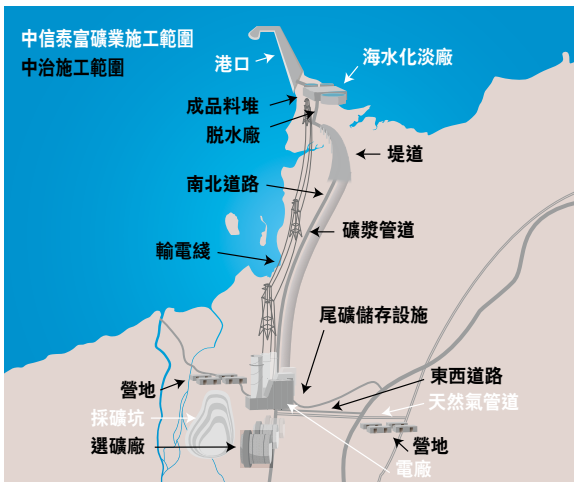 中信泰富礦業施工範圍
中冶施工範圍
港口
海水化淡廠
成品料堆
脱水廠
堤道
南北道路
礦漿管道
輸電綫
尾礦儲存設施
東西道路
營地
天然氣管道
採礦坑
選礦廠
營地
電廠